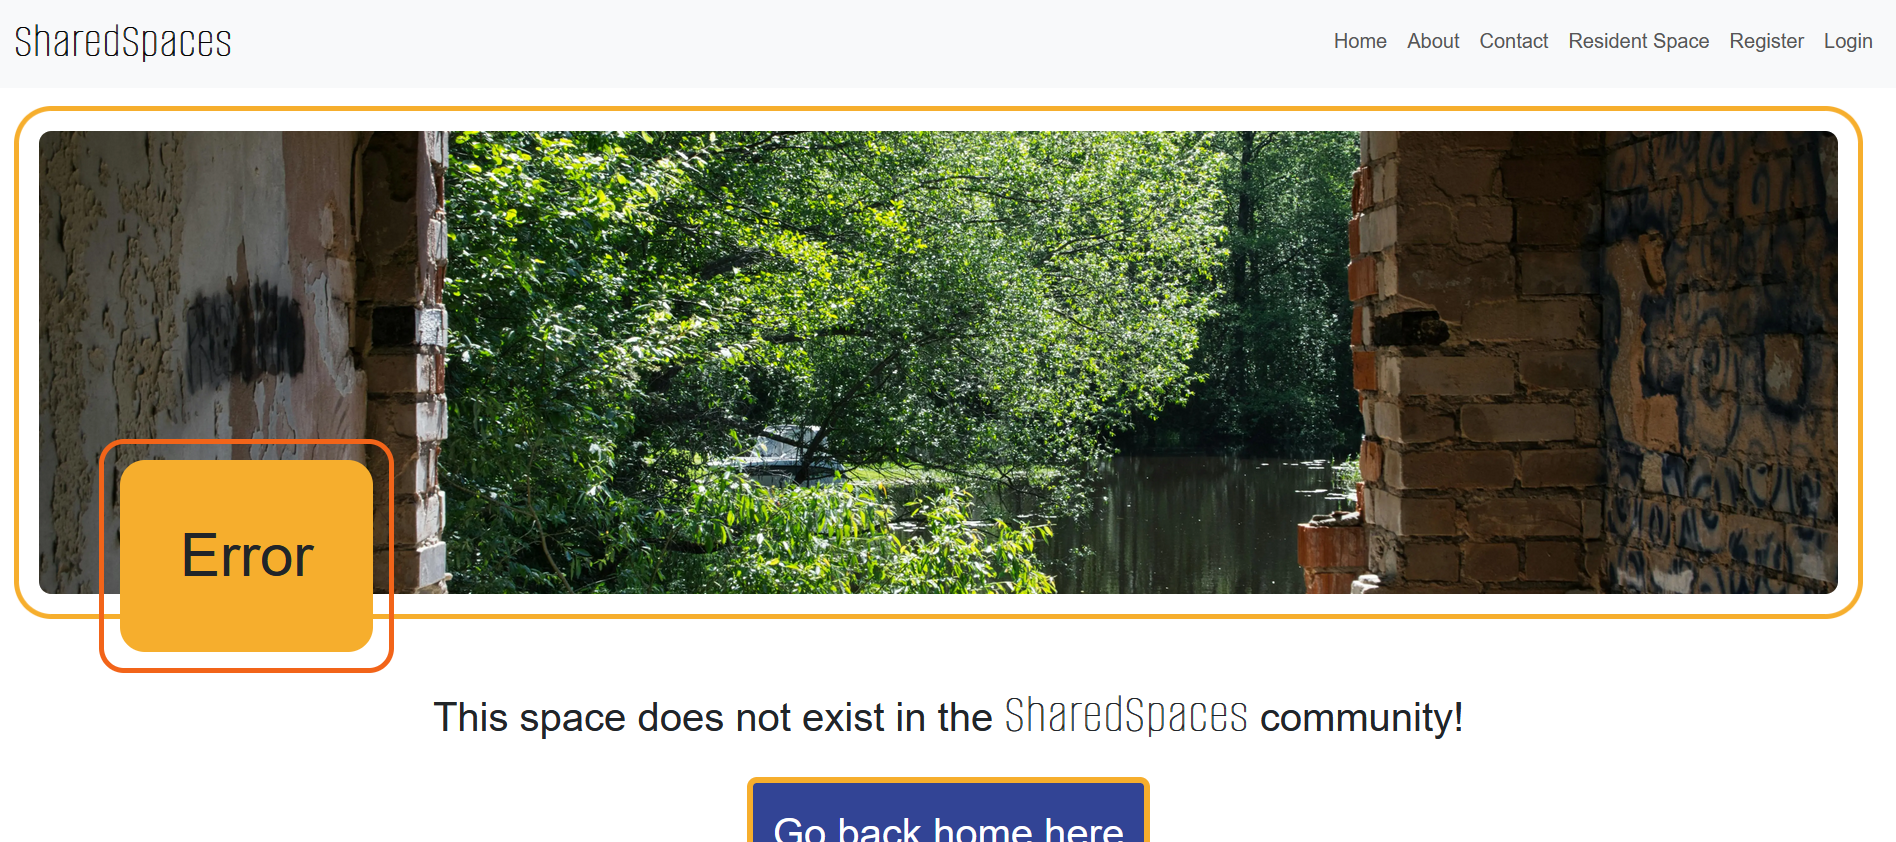 SharedSpaces
Home About Contact Resident Space Register Login
Error
This space does not exist in the SharedSpaces community!
Go back home here